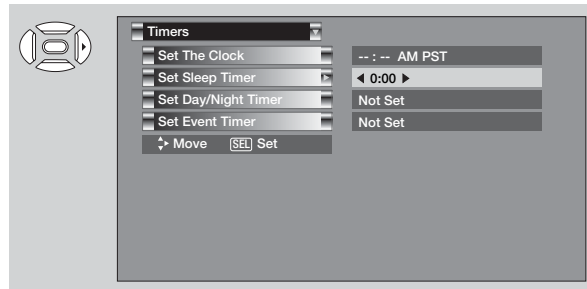 Timers
Set The Clock -- : -- AM PST
Set Sleep Timer ◀ 0:00 ▶
Set Day/Night Timer Not Set
Set Event Timer Not Set
Move SEL Set